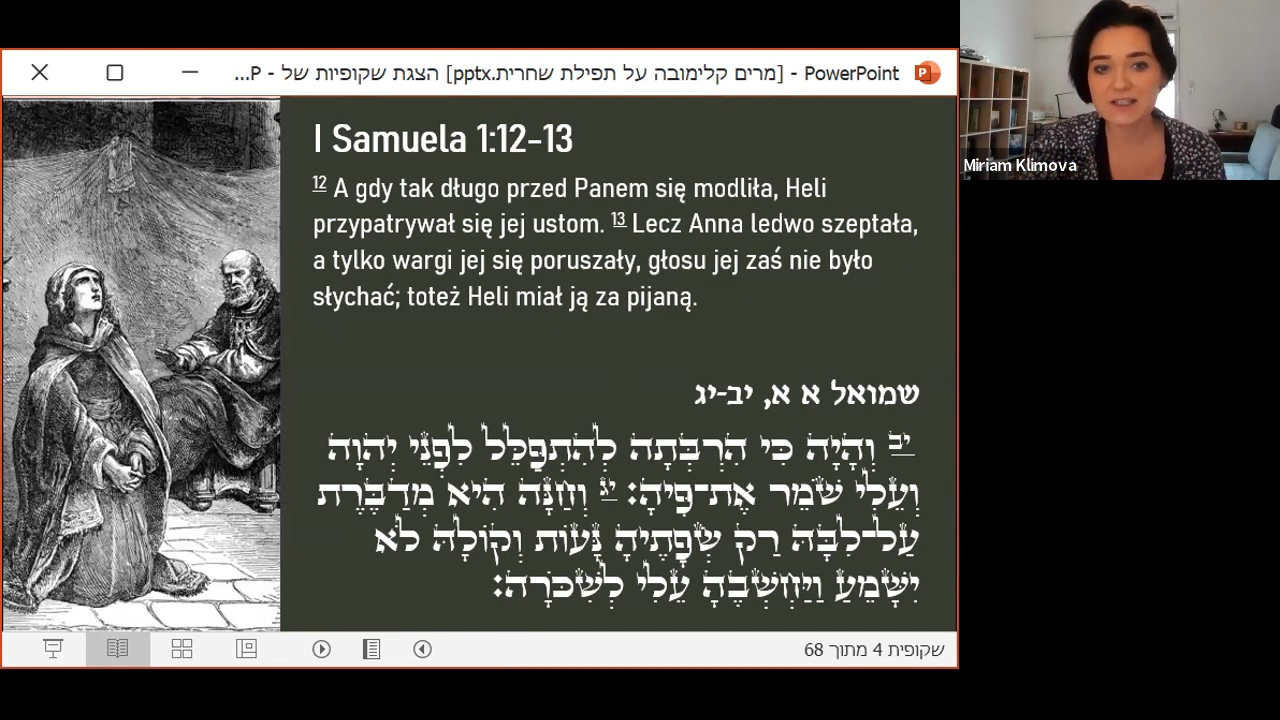 מרים קלימובה על תפילת שחרית.pptx] הצגת שקופיות של - P...] - PowerPoint
Miriam Klimova
I Samuela 1:12-13
12 A gdy tak długo przed Panem się modliła, Heli
przypatrywał się jej ustom. 13 Lecz Anna ledwo szeptała,
a tylko wargi jej się poruszały, głosu jej zaś nie było
słychać; toteż Heli miał ją za pijaną.
שמואל א א, יב-יג
יב וְהָיָה כִּי הִרְבְּתָה לְהִתְפַּלֵּל לִפְנֵי יְהוָה
וְעֵלִי שֹׁמֵר אֶת־פִּיהָ: יג וְחַנָּה הִיא מְדַבֶּרֶת
עַל־לִבָּהּ רַק שְׂפָתֶיהָ נָּעוֹת וְקוֹלָהּ לֹא
יִשָּׁמֵעַ וַיַּחְשְׁבֶהָ עֵלִי לְשִׁכֹּרָה:
שקופית 4 מתוך 68